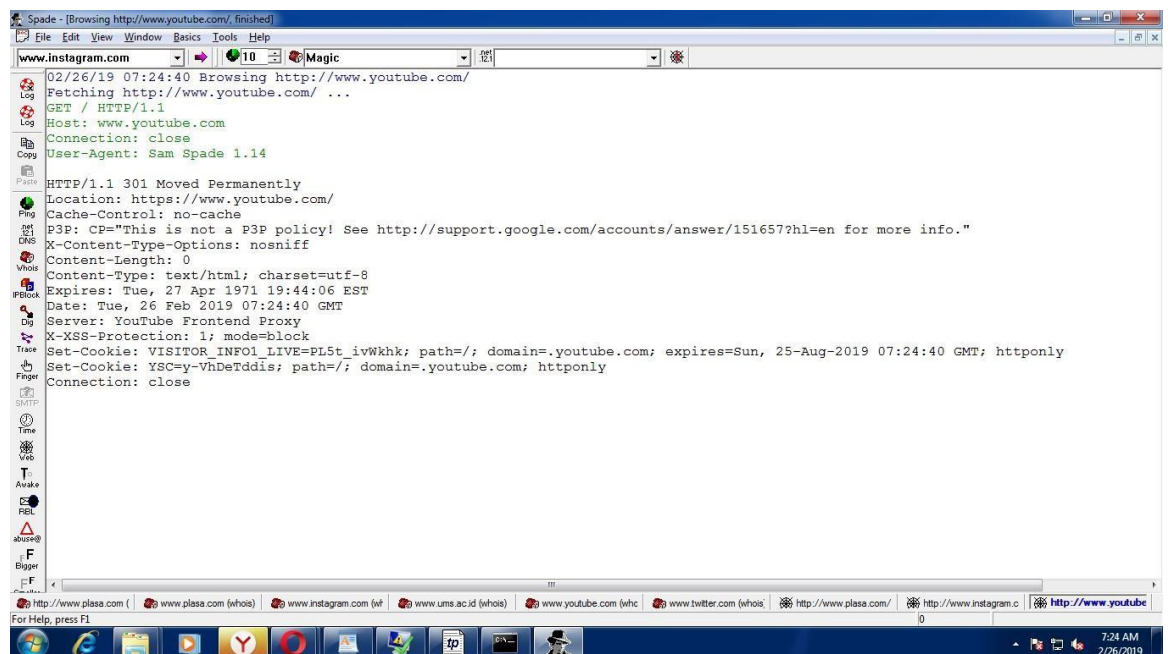 Spade - [Browsing http://www.youtube.com/, finished]
File Edit View Window Basics Tools Help
www.instagram.com 10 Magic .net 12.1
02/26/19 07:24:40 Browsing http://www.youtube.com/
Fetching http://www.youtube.com/ ...
GET / HTTP/1.1
Host: www.youtube.com
Connection: close
User-Agent: Sam Spade 1.14
HTTP/1.1 301 Moved Permanently
Location: https://www.youtube.com/
Cache-Control: no-cache
P3P: CP="This is not a P3P policy! See http://support.google.com/accounts/answer/151657?hl=en for more info."
X-Content-Type-Options: nosniff
Content-Length: 0
Content-Type: text/html; charset=utf-8
Expires: Tue, 27 Apr 1971 19:44:06 EST
Date: Tue, 26 Feb 2019 07:24:40 GMT
Server: YouTube Frontend Proxy
X-XSS-Protection: 1; mode=block
Set-Cookie: VISITOR_INFO1_LIVE=PL5t_ivWkhk; path=/; domain=.youtube.com; expires=Sun, 25-Aug-2019 07:24:40 GMT; httponly
Set-Cookie: YSC=y-VhDeTddis; path=/; domain=.youtube.com; httponly
Connection: close
Log
Log
Copy
Paste
Ping
.net
12.1
DNS
Whois
IPBlock
Dig
Trace
Finger
SMTP
Time
Web
Awake
RBL
abuse@
Bigger
http://www.plasa.com ( www.plasa.com (whois) www.instagram.com (wh www.ums.ac.id (whois) www.youtube.com (whc www.twitter.com (whois) http://www.plasa.com/ http://www.instagram.c http://www.youtube
For Help, press F1 0
tp
7:24 AM
2/26/2019